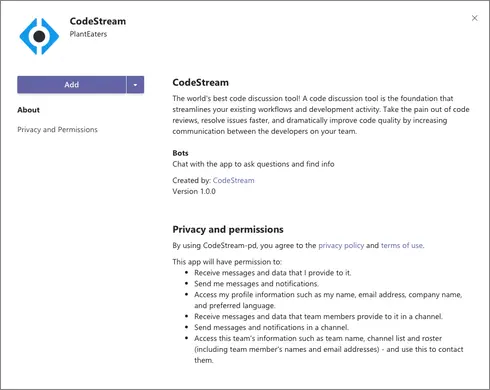 CodeStream
PlantEaters
Add
About
Privacy and Permissions
CodeStream
The world's best code discussion tool! A code discussion tool is the foundation that
streamlines your existing workflows and development activity. Take the pain out of code
reviews, resolve issues faster, and dramatically improve code quality by increasing
communication between the developers on your team.
Bots
Chat with the app to ask questions and find info
Created by: CodeStream
Version 1.0.0
Privacy and permissions
By using CodeStream-pd, you agree to the privacy policy and terms of use.
This app will have permission to:
• Receive messages and data that I provide to it.
• Send me messages and notifications.
• Access my profile information such as my name, email address, company name,
and preferred language.
• Receive messages and data that team members provide to it in a channel.
• Send messages and notifications in a channel.
• Access this team's information such as team name, channel list and roster
(including team member's names and email addresses) - and use this to contact
them.